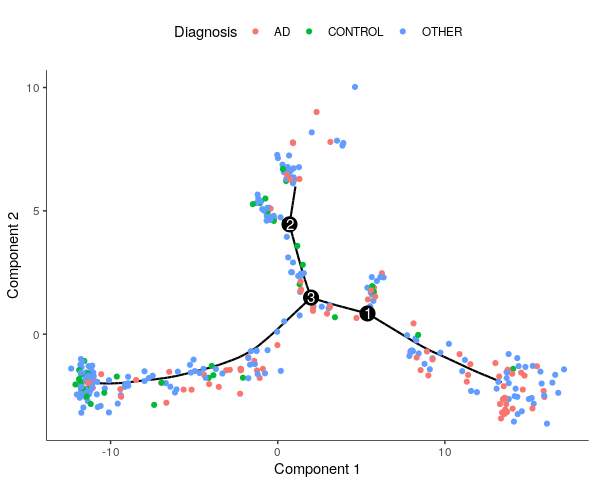 Diagnosis AD CONTROL OTHER
10
5
0
Component 2
2
3
1
-10 0 10
Component 1